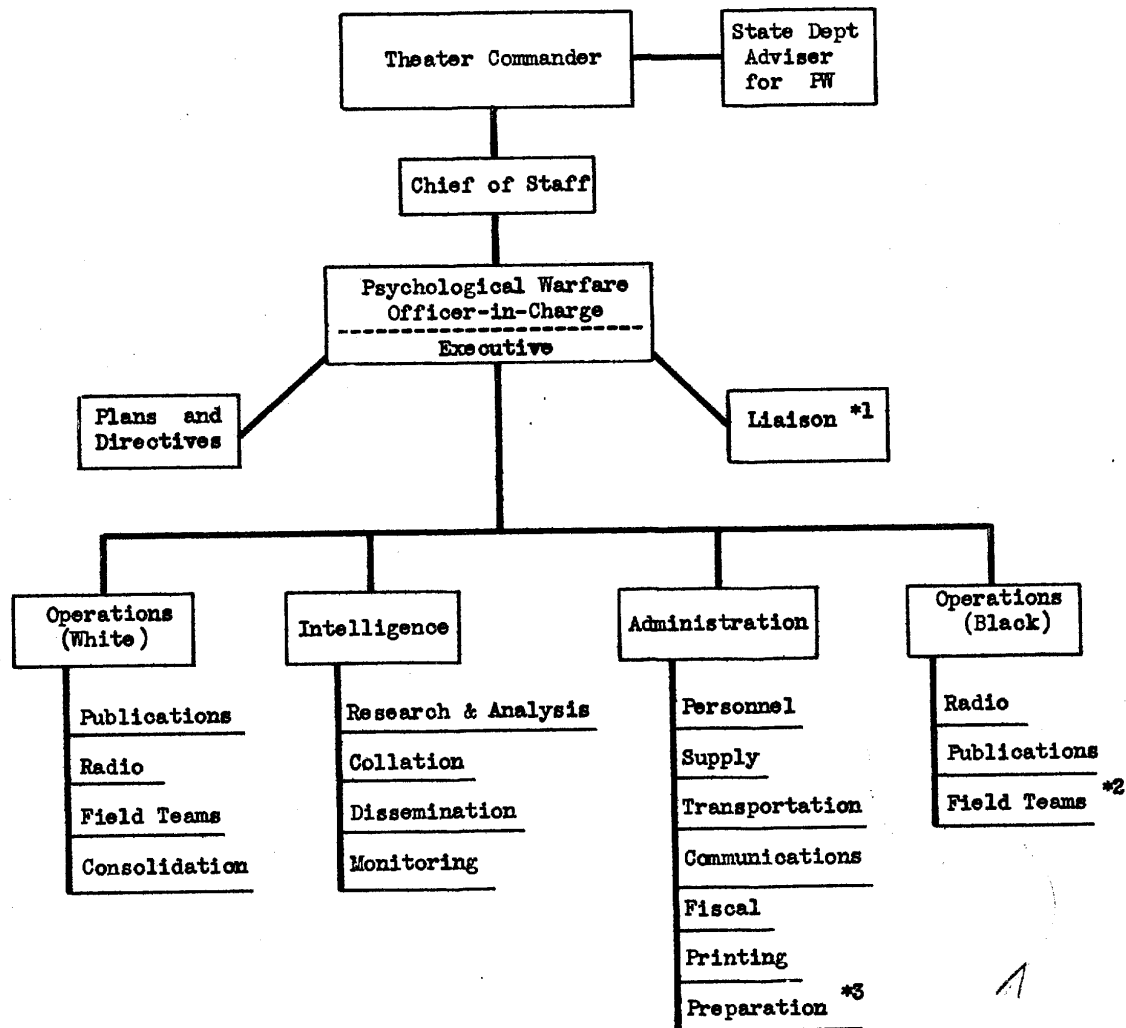 Theater Commander
State Dept
Adviser
for PW
Chief of Staff
Psychological Warfare
Officer-in-Charge
Executive
Plans and
Directives
Liaison *1
Operations
(White)
Publications
Radio
Field Teams
Consolidation
Intelligence
Research & Analysis
Collation
Dissemination
Monitoring
Administration
Personnel
Supply
Transportation
Communications
Fiscal
Printing
Preparation *3
Operations
(Black)
Radio
Publications
Field Teams *2